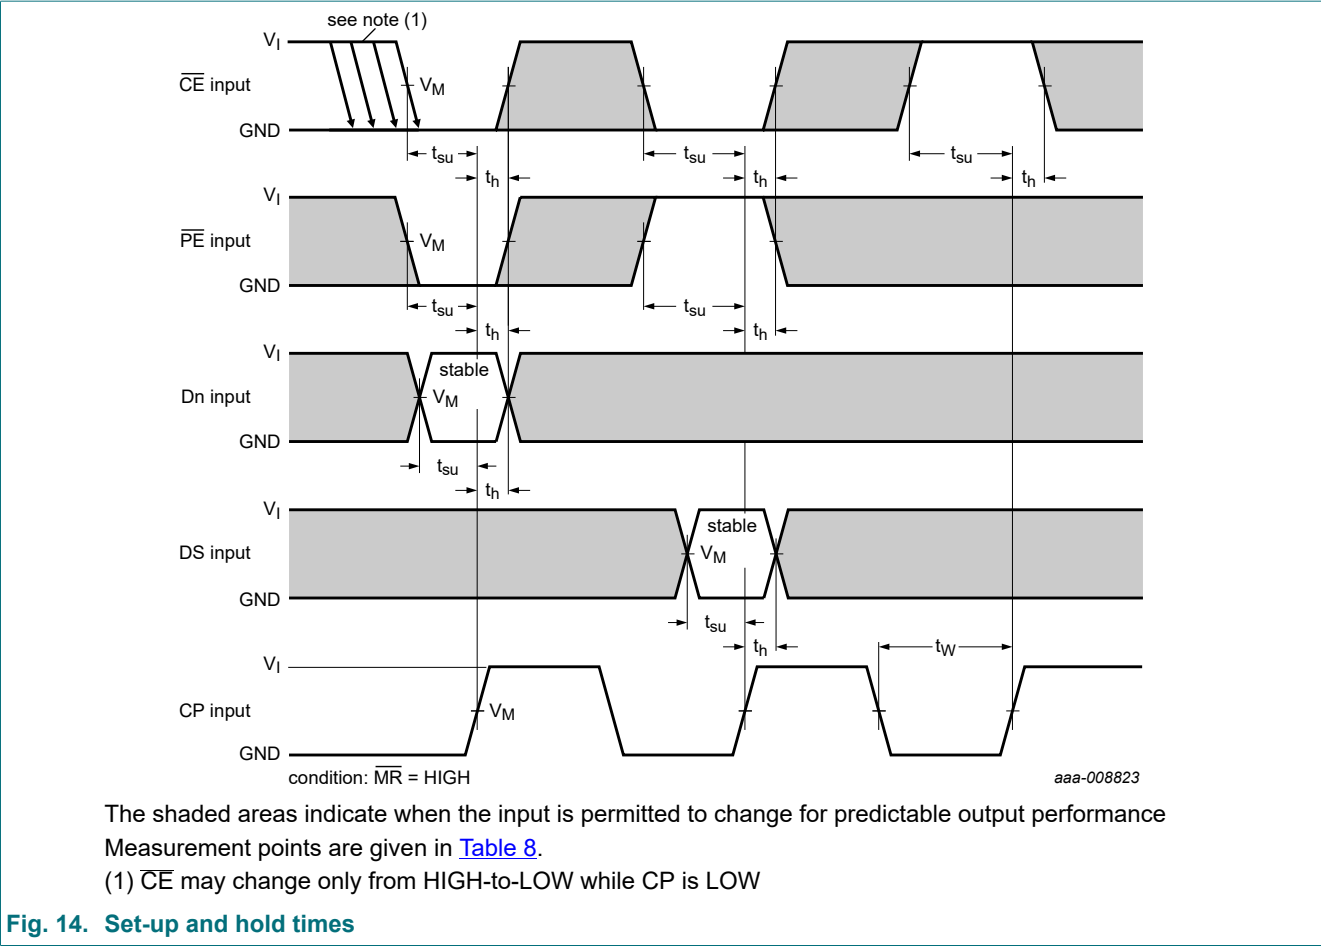 see note (1)
VI
CE input
VM
GND
tsu tsu tsu
th th th
VI
PE input
VM
GND
tsu tsu
th th
VI
stable
Dn input
VM
GND
tsu
th
VI
stable
DS input
VM
GND
tsu
th tW
VI
CP input
VM
GND
condition: MR = HIGH
aaa-008823
The shaded areas indicate when the input is permitted to change for predictable output performance
Measurement points are given in Table 8.
(1) CE may change only from HIGH-to-LOW while CP is LOW
Fig. 14. Set-up and hold times